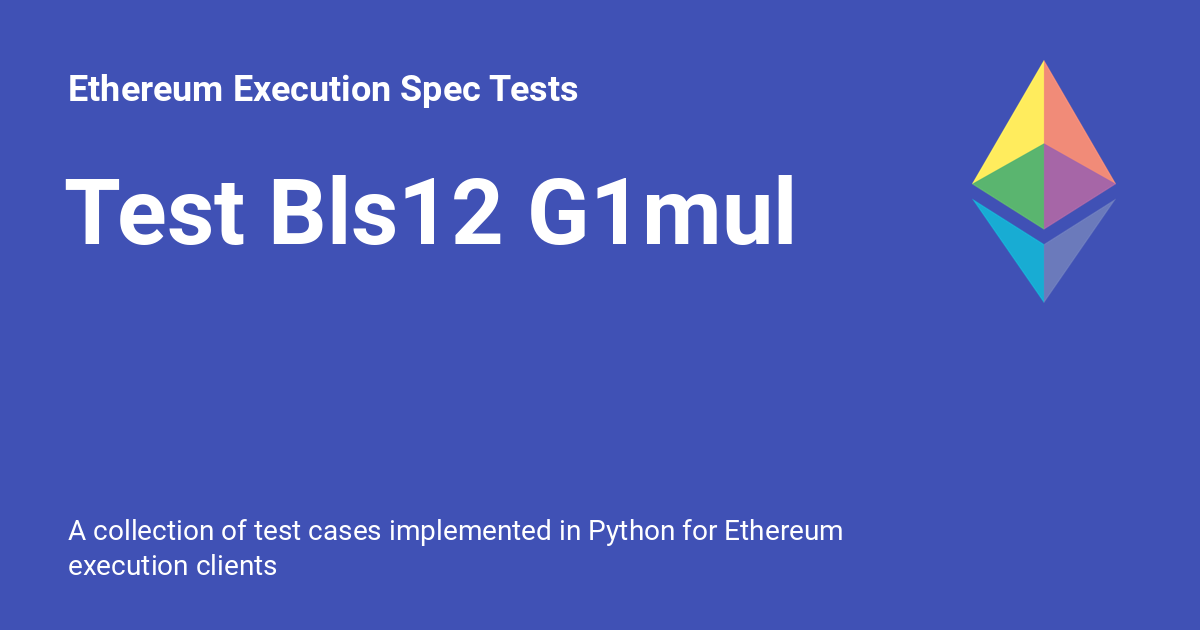 Ethereum Execution Spec Tests
Test Bls12 G1mul
A collection of test cases implemented in Python for Ethereum
execution clients